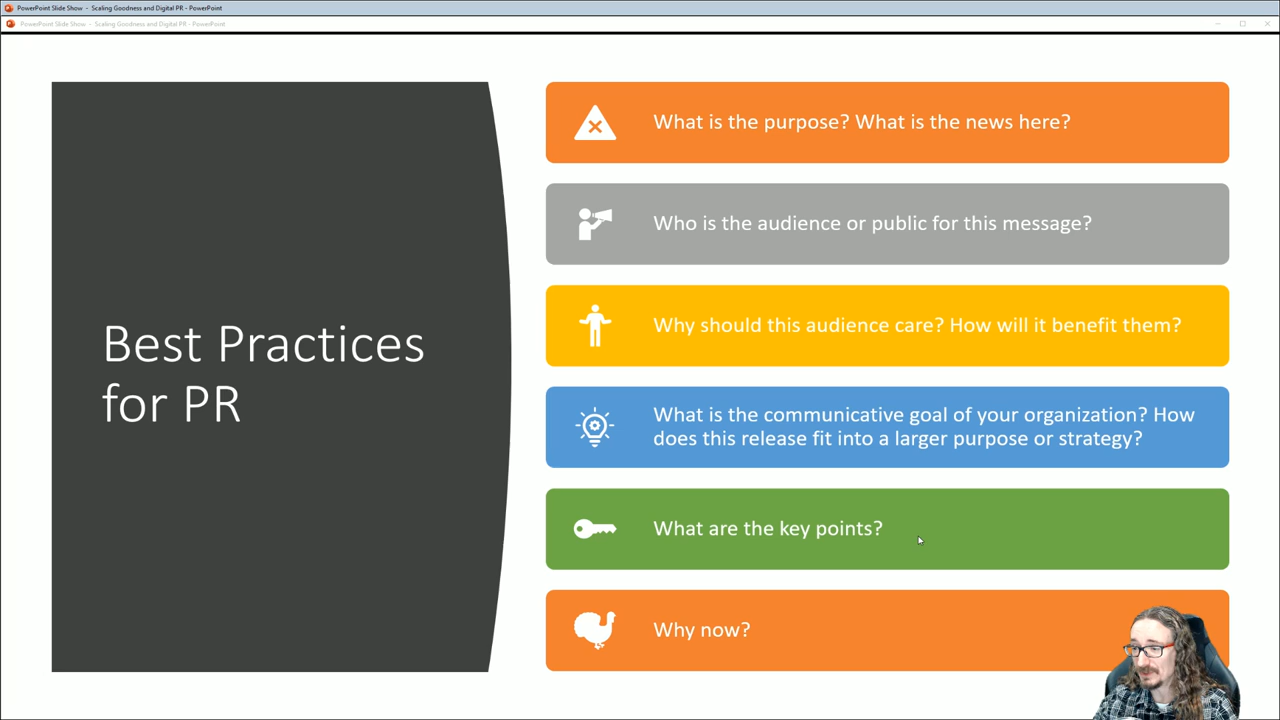 PowerPoint Slide Show - Scaling Goodness and Digital PR - PowerPoint
PowerPoint Slide Show - Scaling Goodness and Digital PR - PowerPoint
Best Practices
for PR
What is the purpose? What is the news here?
Who is the audience or public for this message?
Why should this audience care? How will it benefit them?
What is the communicative goal of your organization? How
does this release fit into a larger purpose or strategy?
What are the key points?
Why now?